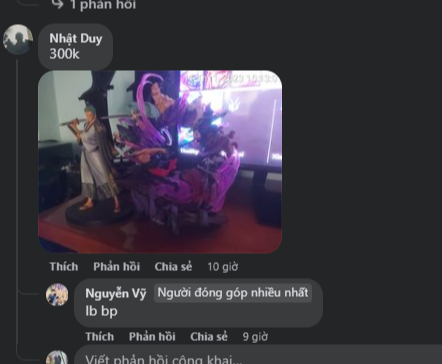 1 phản hồi
Nhật Duy
300k
Thích Phản hồi Chia sẻ 10 giờ
Nguyễn Vỹ Người đóng góp nhiều nhất
Ib bp
Thích Phản hồi Chia sẻ 9 giờ
Viết phản hồi công khai...